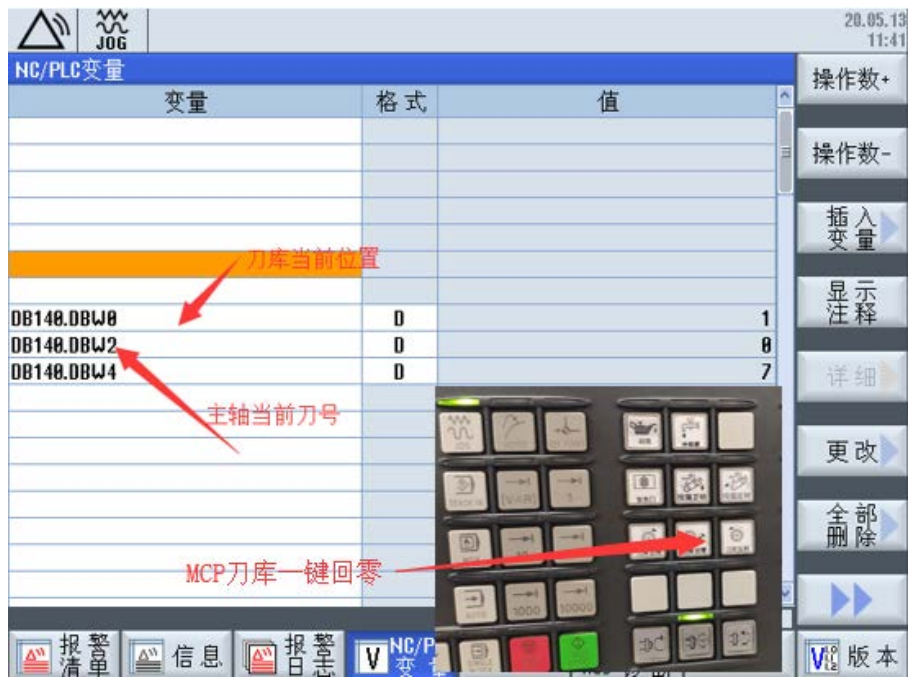 20.05.13
JOG
11:41
NC/PLC变量
变量 格式 值
操作数+
操作数-
插入
变量
刀库当前位置
显示
注释
DB140.DBW0 D 1
DB140.DBW2 D 0
DB140.DBW4 D 7
详细
主轴当前刀号
更改
全部
删除
MCP刀库一键回零
1000
10000
报警
清单
信息
报警
日志
NC/P
变量
版本